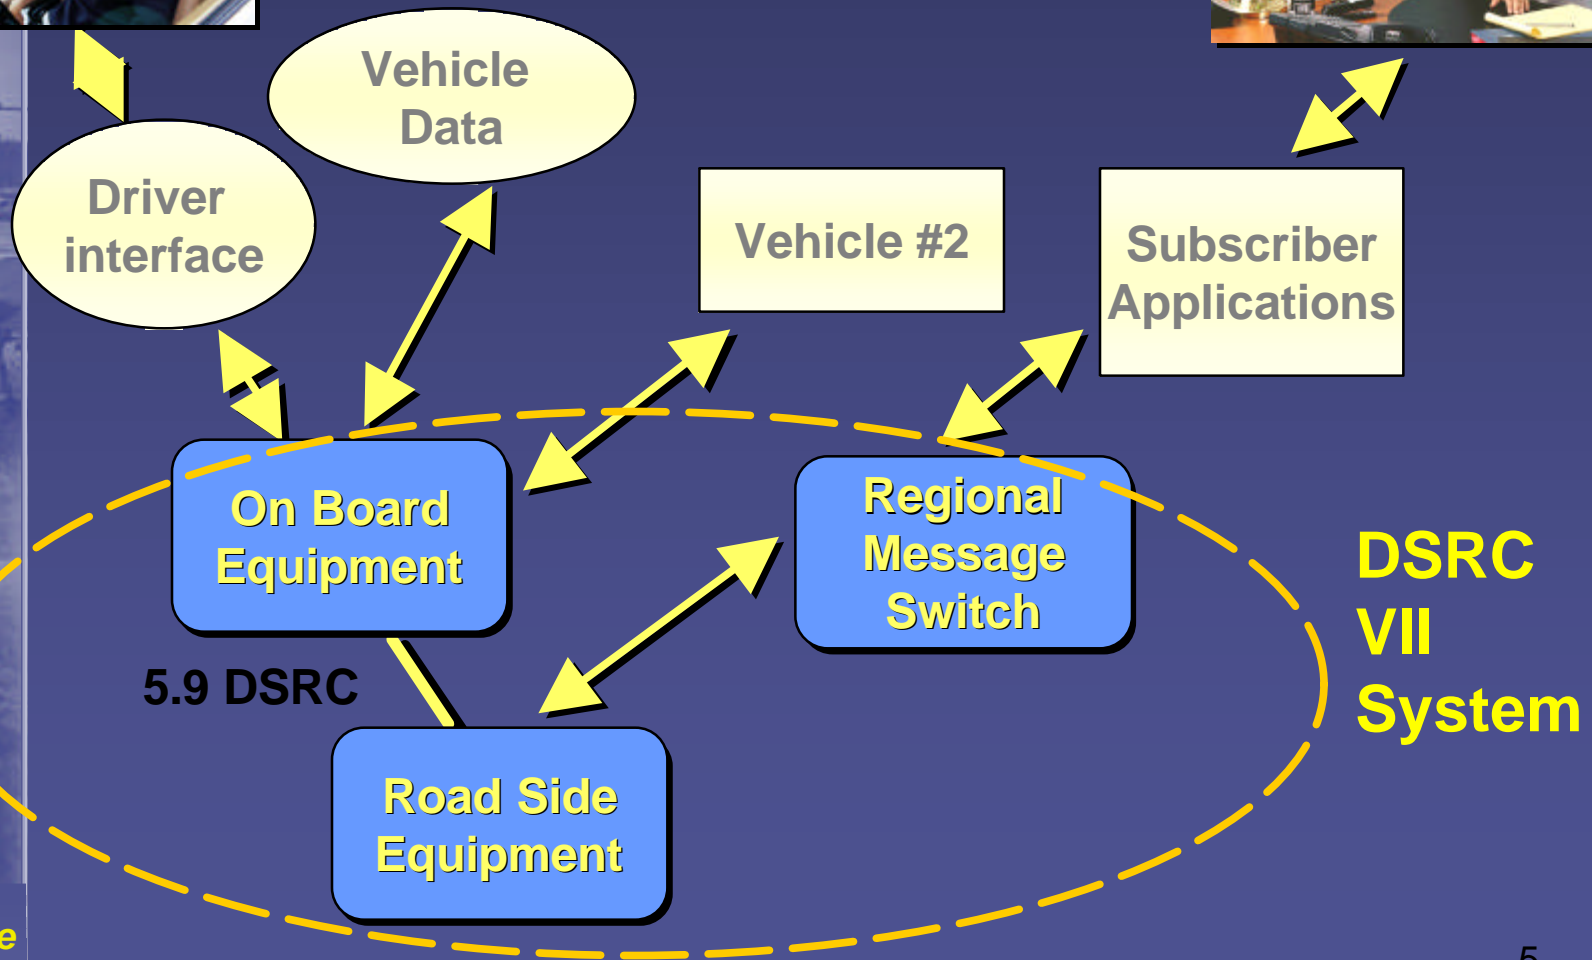 Vehicle
Data
Driver
interface
Vehicle #2
Subscriber
Applications
On Board
Equipment
Regional
Message
Switch
DSRC
VII
System
5.9 DSRC
Road Side
Equipment